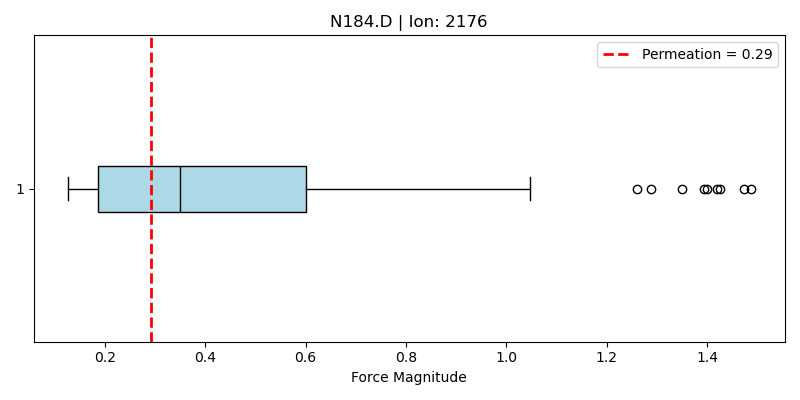 N184.D | Ion: 2176
Permeation = 0.29
1
0.2 0.4 0.6 0.8 1.0 1.2 1.4
Force Magnitude